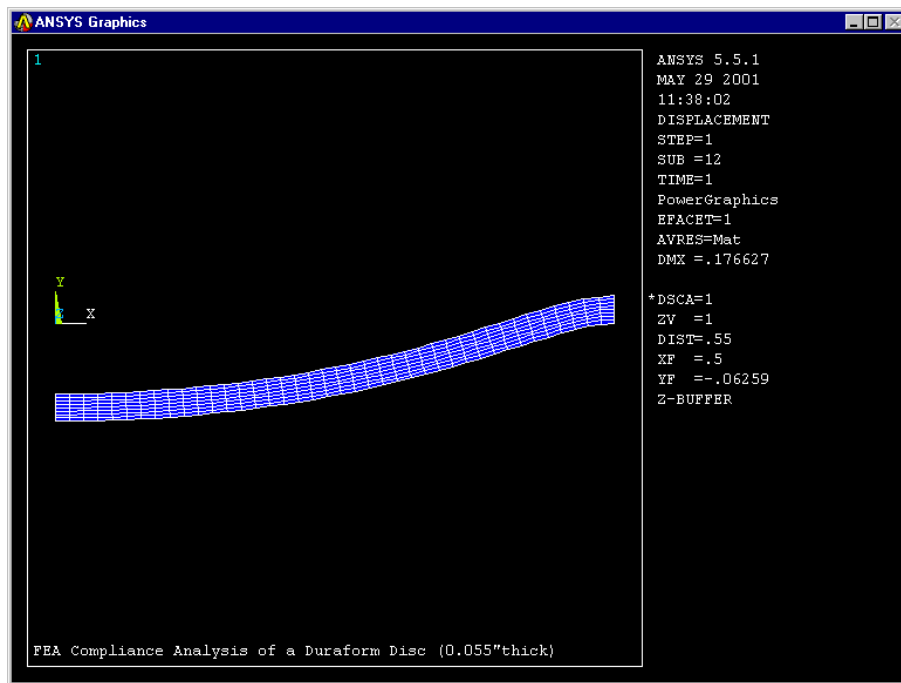 ANSYS Graphics
1
ANSYS 5.5.1
MAY 29 2001
11:38:02
DISPLACEMENT
STEP=1
SUB =12
TIME=1
PowerGraphics
EFACET=1
AVRES=Mat
DMX =.176627
*DSCA=1
ZV =1
DIST=.55
XF =.5
YF =-.06259
Z-BUFFER
Y
Z X
FEA Compliance Analysis of a Duraform Disc (0.055"thick)